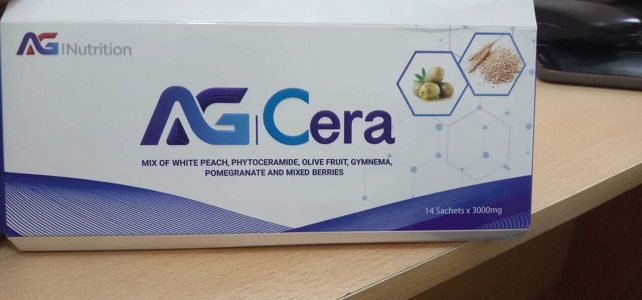 AG | Nutrition
AG | Cera
MIX OF WHITE PEACH, PHYTOCERAMIDE, OLIVE FRUIT, GYMNEMA,
POMEGRANATE AND MIXED BERRIES
14 Sachets x 3000mg